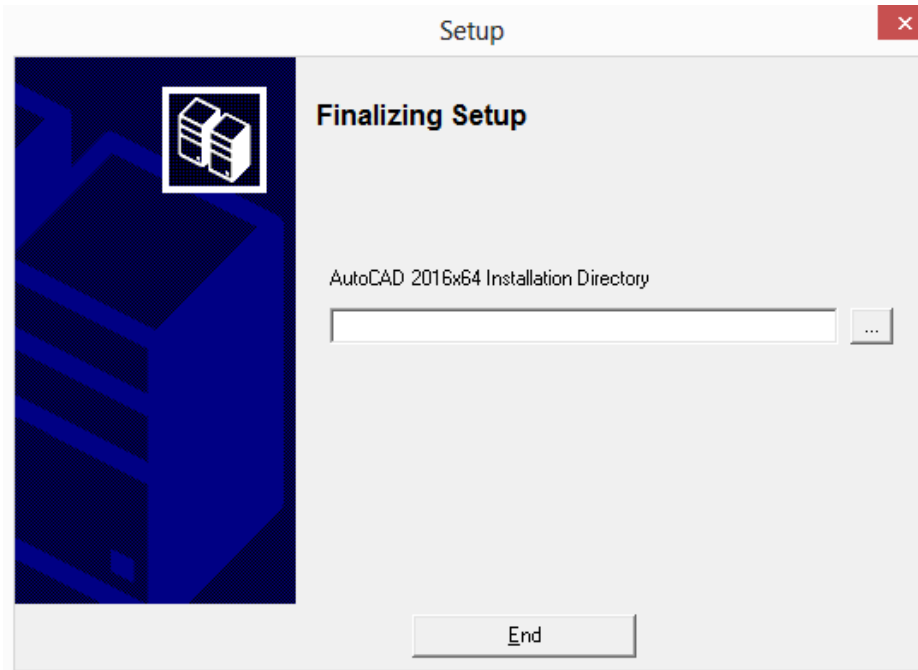 Setup
Finalizing Setup
AutoCAD 2016x64 Installation Directory
...
End